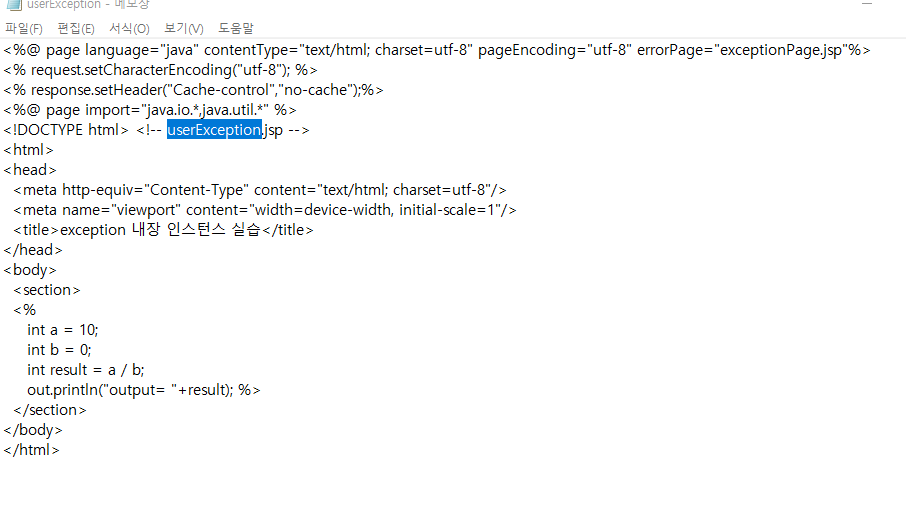 userException - 메모장
파일(F) 편집(E) 서식(O) 보기(V) 도움말
<%@ page language="java" contentType="text/html; charset=utf-8" pageEncoding="utf-8" errorPage="exceptionPage.jsp"%>
<% request.setCharacterEncoding("utf-8"); %>
<% response.setHeader("Cache-control","no-cache");%>
<%@ page import="java.io.*,java.util.*" %>
<!DOCTYPE html> <!-- userException.jsp -->
<html>
<head>
  <meta http-equiv="Content-Type" content="text/html; charset=utf-8"/>
  <meta name="viewport" content="width=device-width, initial-scale=1"/>
  <title>exception 내장 인스턴스 실습</title>
</head>
<body>
  <section>
  <%
    int a = 10;
    int b = 0;
    int result = a / b;
    out.println("output= "+result); %>
  </section>
</body>
</html>